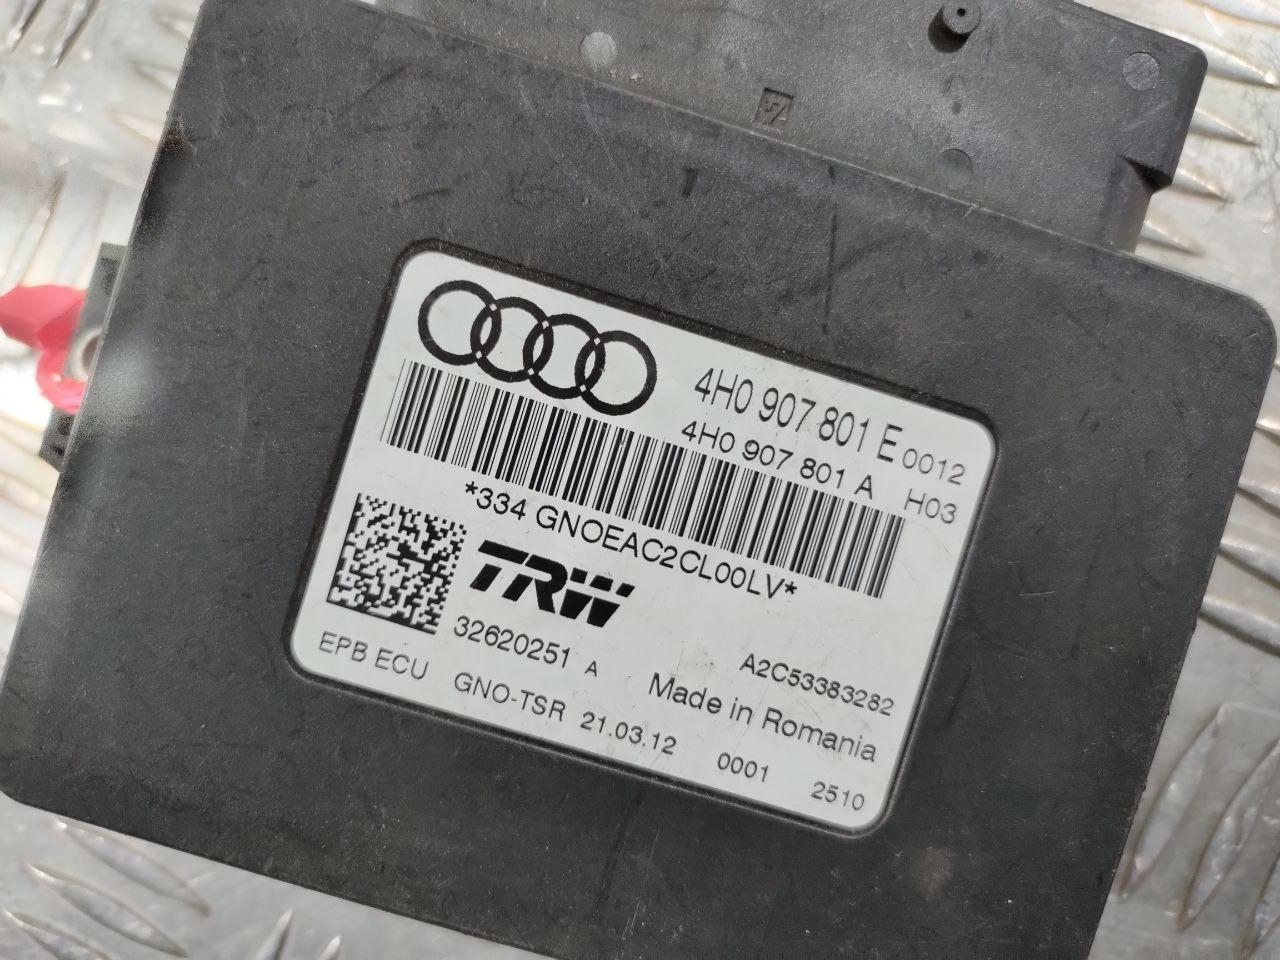 4H0 907 801 E 0012
4H0 907 801 A H03
*334 GNOEAC2CL00LV*
TRW
32620251 A
A2C53383282
EPB ECU
Made in Romania
GNO-TSR 21.03.12 0001 2510